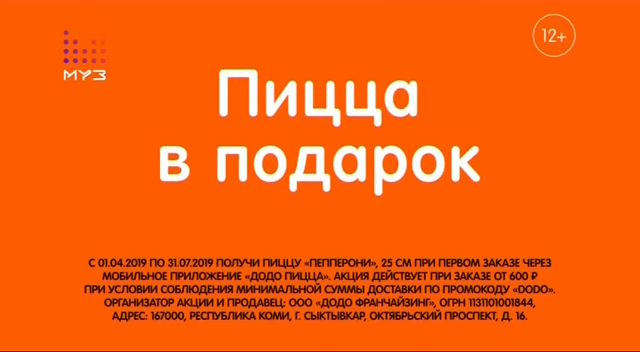 МУЗ
12+
Пицца
в подарок
С 01.04.2019 ПО 31.07.2019 ПОЛУЧИ ПИЦЦУ «ПЕППЕРОНИ», 25 СМ ПРИ ПЕРВОМ ЗАКАЗЕ ЧЕРЕЗ
МОБИЛЬНОЕ ПРИЛОЖЕНИЕ «ДОДО ПИЦЦА». АКЦИЯ ДЕЙСТВУЕТ ПРИ ЗАКАЗЕ ОТ 600 ₽
ПРИ УСЛОВИИ СОБЛЮДЕНИЯ МИНИМАЛЬНОЙ СУММЫ ДОСТАВКИ ПО ПРОМОКОДУ «DODO».
ОРГАНИЗАТОР АКЦИИ И ПРОДАВЕЦ: ООО «ДОДО ФРАНЧАЙЗИНГ», ОГРН 1131101001844,
АДРЕС: 167000, РЕСПУБЛИКА КОМИ, Г. СЫКТЫВКАР, ОКТЯБРЬСКИЙ ПРОСПЕКТ, Д. 16.